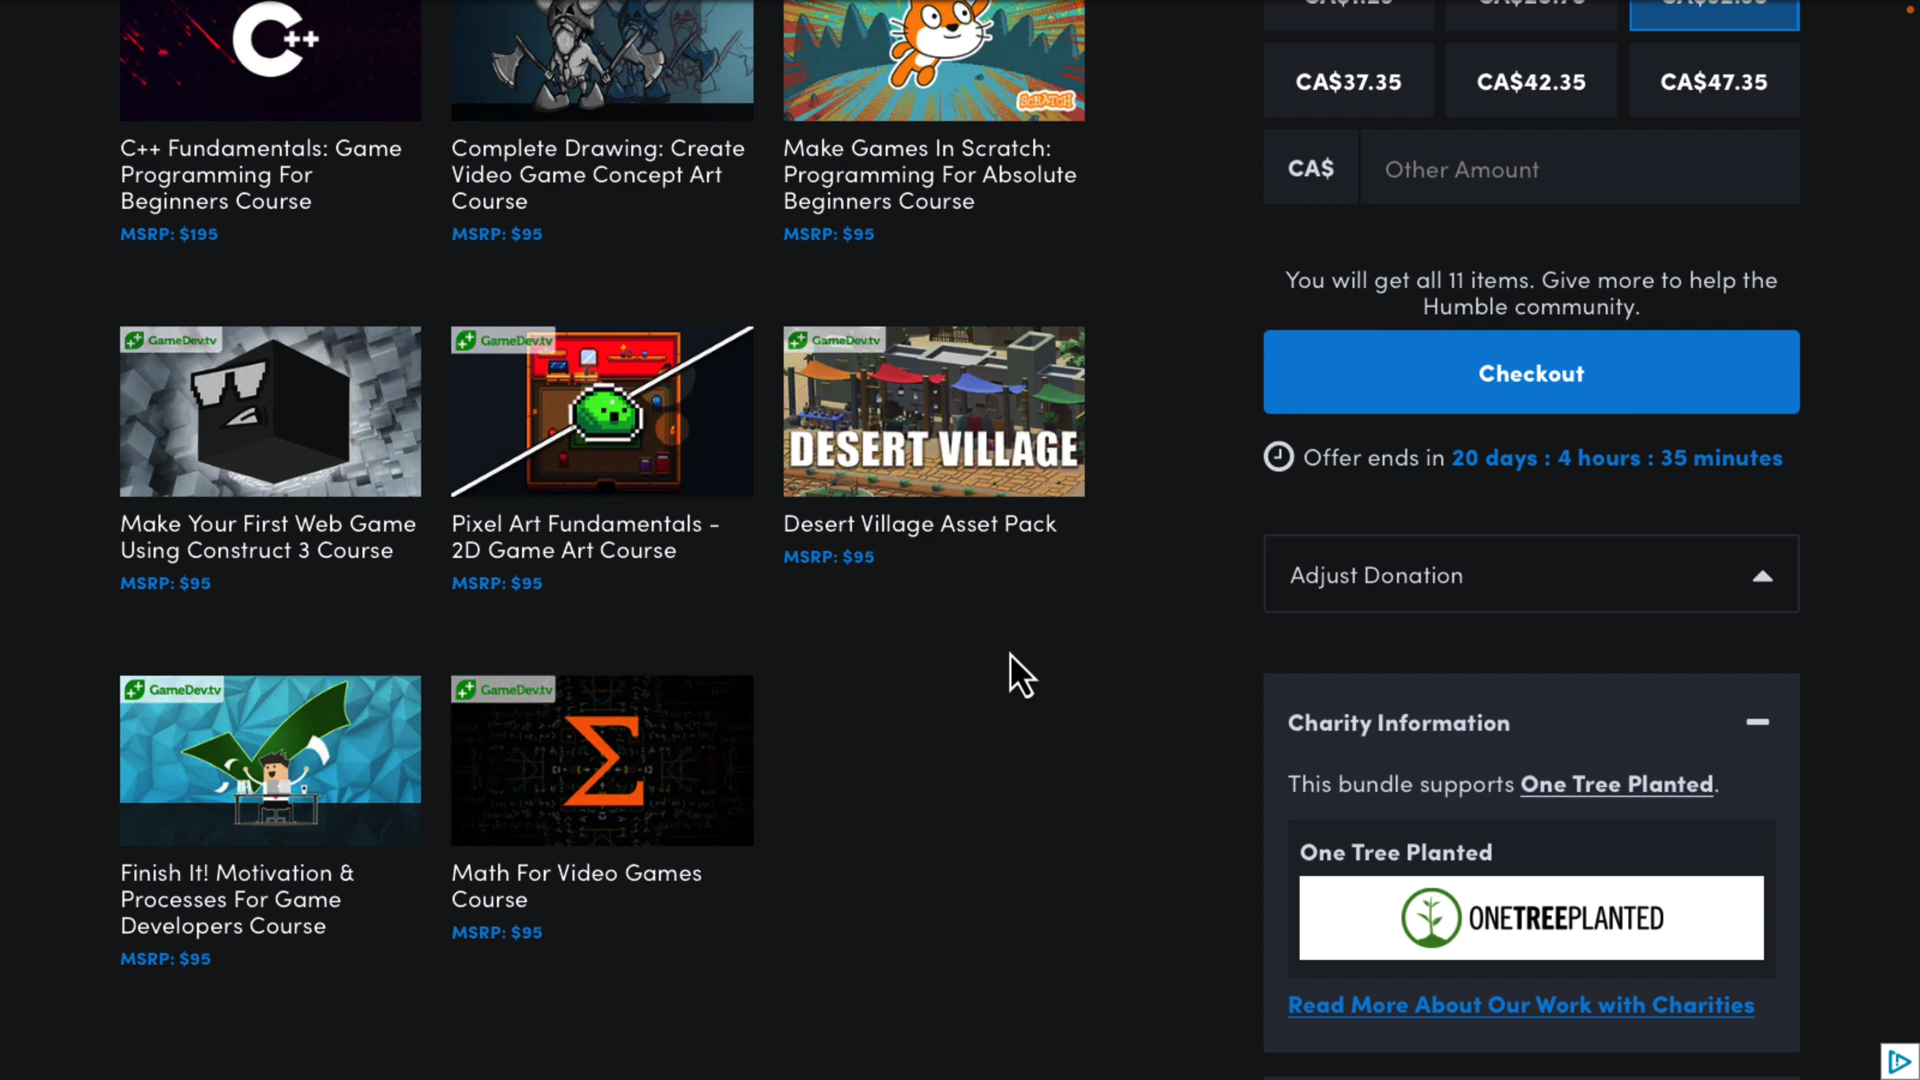 C++
SCRATCH
C++ Fundamentals: Game
Programming For
Beginners Course
MSRP: $195
Complete Drawing: Create
Video Game Concept Art
Course
MSRP: $95
Make Games In Scratch:
Programming For Absolute
Beginners Course
MSRP: $95
GameDev.tv
Make Your First Web Game
Using Construct 3 Course
MSRP: $95
GameDev.tv
Pixel Art Fundamentals -
2D Game Art Course
MSRP: $95
GameDev.tv
DESERT VILLAGE
Desert Village Asset Pack
MSRP: $95
GameDev.tv
Finish It! Motivation &
Processes For Game
Developers Course
MSRP: $95
GameDev.tv
Σ
Math For Video Games
Course
MSRP: $95
CA$37.35
CA$42.35
CA$47.35
CA$
Other Amount
You will get all 11 items. Give more to help the
Humble community.
Checkout
Offer ends in 20 days : 4 hours : 35 minutes
Adjust Donation
Charity Information
This bundle supports One Tree Planted.
One Tree Planted
ONETREEPLANTED
Read More About Our Work with Charities